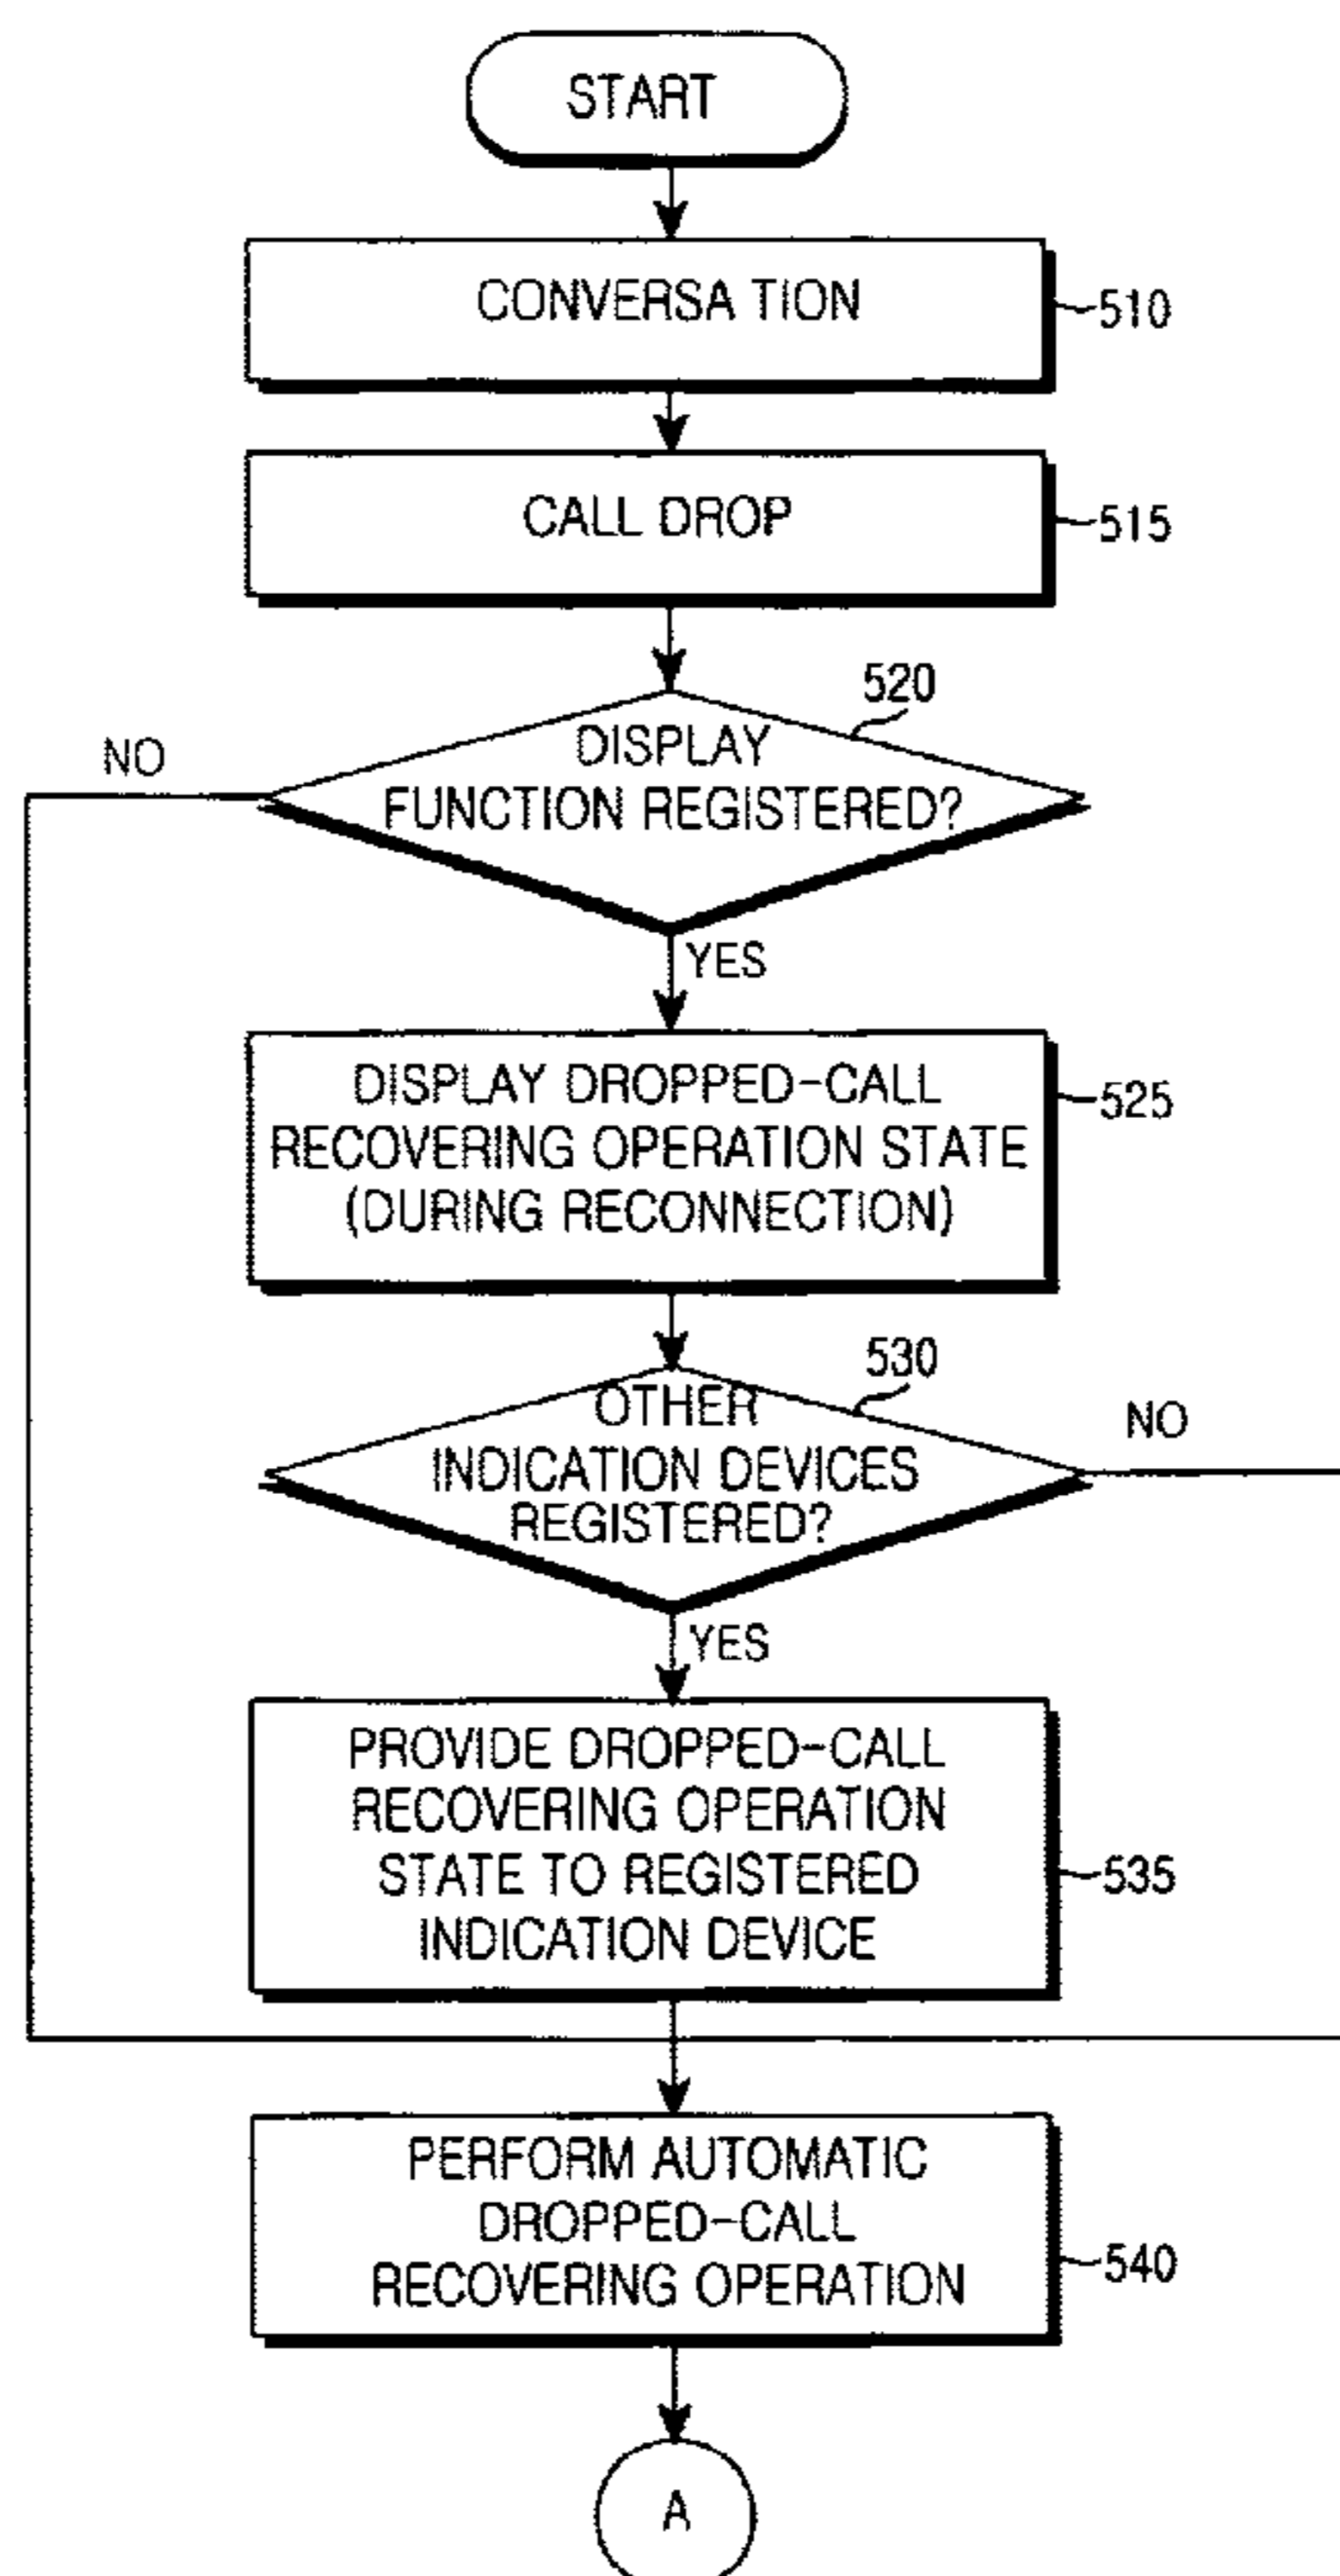 START
CONVERSA TION
510
CALL DROP
515
520
NO
DISPLAY
FUNCTION REGISTERED?
YES
DISPLAY DROPPED-CALL
RECOVERING OPERATION STATE
(DURING RECONNECTION)
525
530
NO
OTHER
INDICATION DEVICES
REGISTERED?
YES
PROVIDE DROPPED-CALL
RECOVERING OPERATION
STATE TO REGISTERED
INDICATION DEVICE
535
PERFORM AUTOMATIC
DROPPED-CALL
RECOVERING OPERATION
540
A